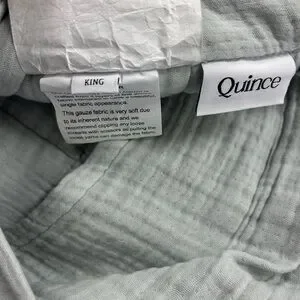 KING
single fabric appearance.
This gauze fabric is very soft due
to its inherent nature and we
recommend clipping any loose
instants with scissors as pulling the
loose yarns can damage the fabric.
Quince